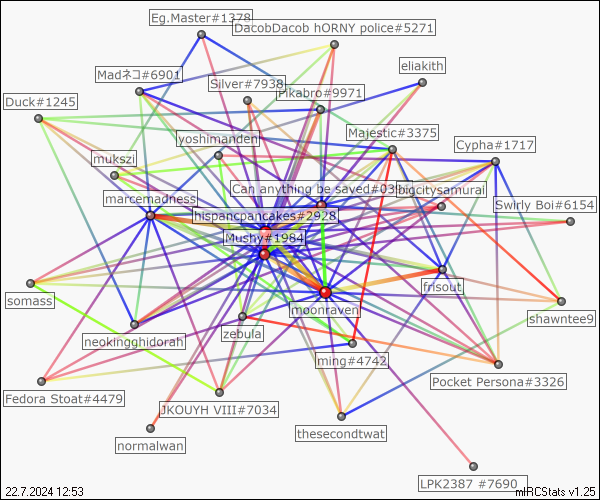 Eg.Master#1378
DacobDacob hORNY police#5271
eliakith
Madネコ#6901
Silver#7938
Pikabro#9971
Duck#1245
Majestic#3375
yoshimanden
Cypha#1717
mukszi
Can anything be saved#03
bigcitysamurai
marcemadness
Swirly Boi#6154
hispancpancakes#2928
Mushy#1984
frisout
somass
moonraven
shawntee9
zebula
neokingghidorah
ming#4742
Pocket Persona#3326
Fedora Stoat#4479
JKOUYH VIII#7034
thesecondtwat
normalwan
LPK2387 #7690
22.7.2024 12:53
mIRCStats v1.25